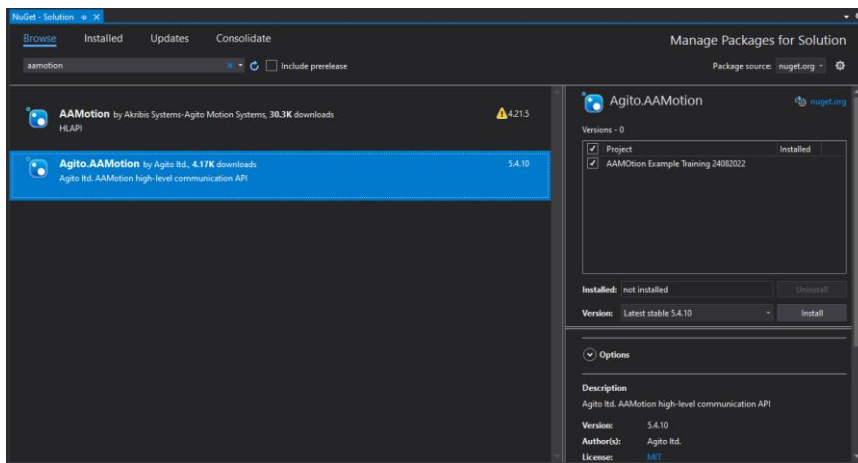 NuGet - Solution
Browse Installed Updates Consolidate
Manage Packages for Solution
aamotion
Include prerelease
Package source: nuget.org
AAMotion by Akribis Systems-Agito Motion Systems, 30.3K downloads
4.21.5
HLAPI
Agito.AAMotion by Agito ltd., 4.17K downloads
5.4.10
Agito ltd. AAMotion high-level communication API
Agito.AAMotion
nuget.org
Versions - 0
Project Installed
AAMOtion Example Training 24082022
Installed: not installed Uninstall
Version: Latest stable 5.4.10 Install
Options
Description
Agito ltd. AAMotion high-level communication API
Version: 5.4.10
Author(s): Agito ltd.
License: MIT